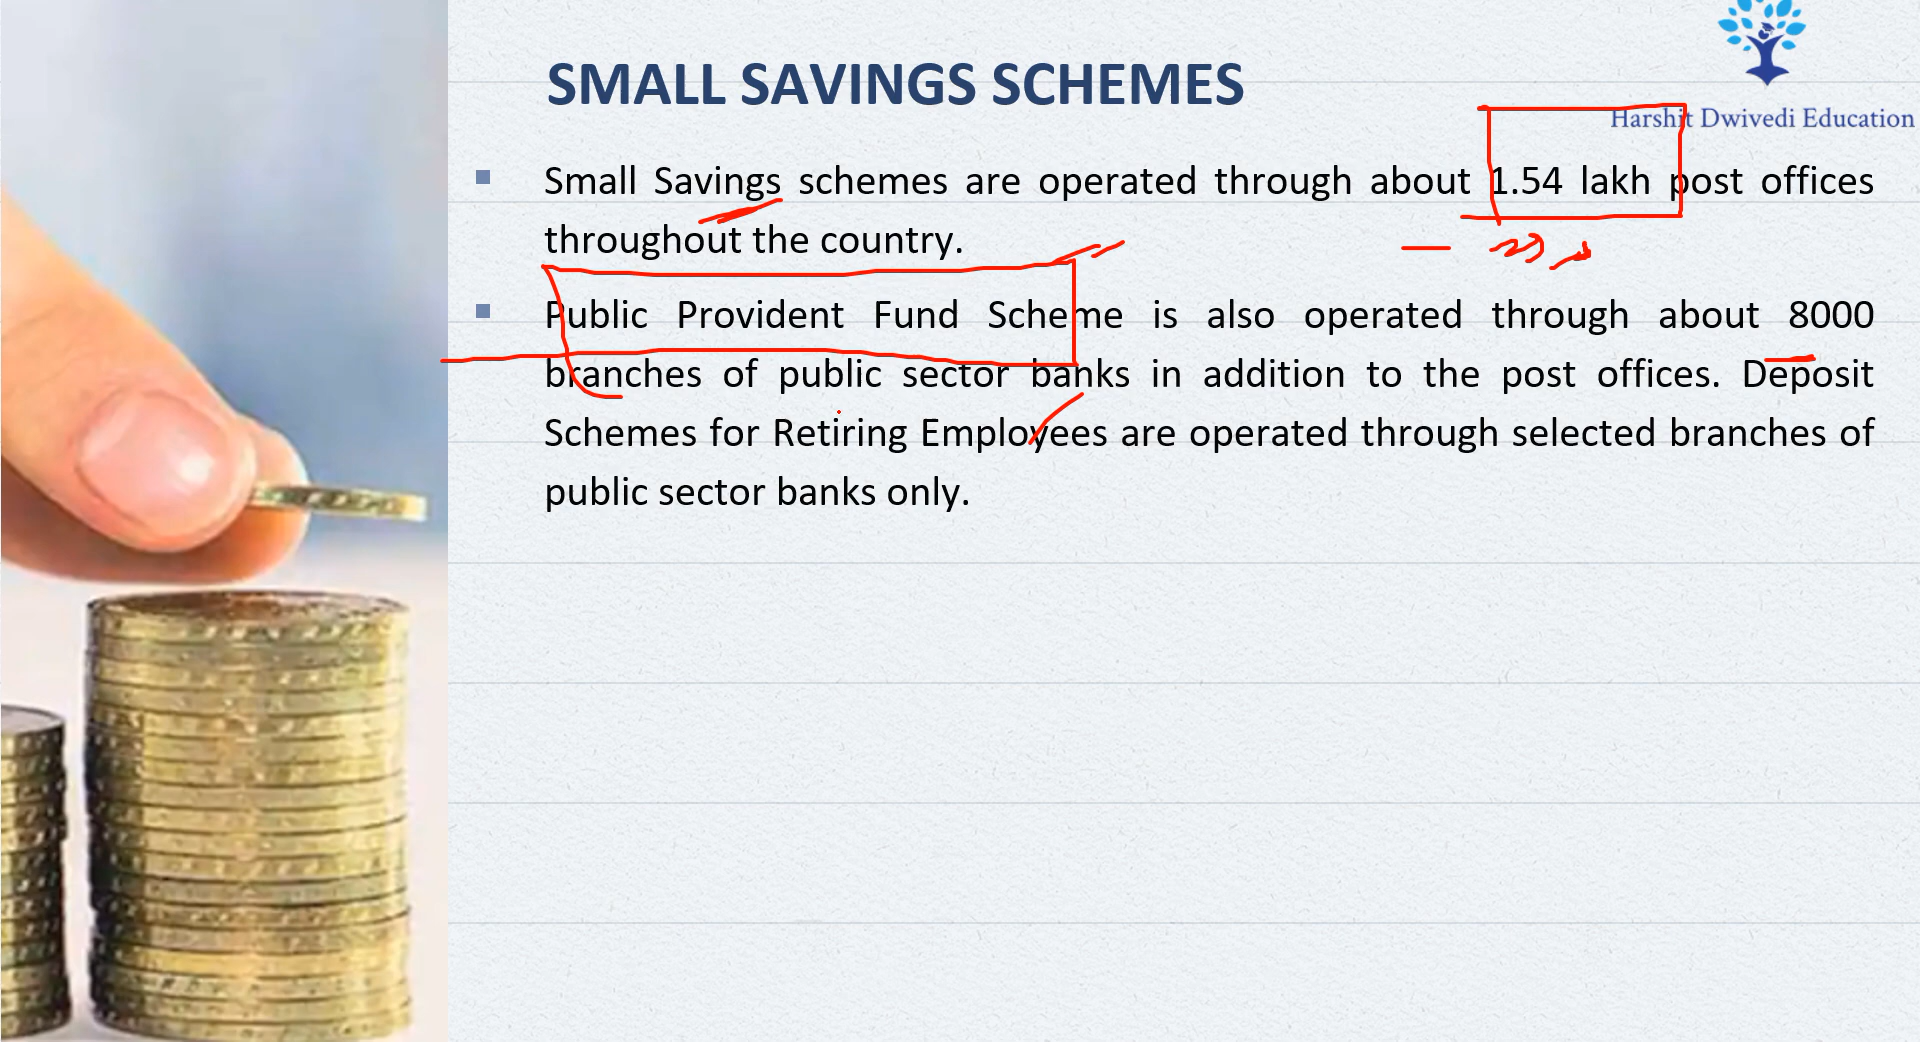 SMALL SAVINGS SCHEMES
Harshit Dwivedi Education
Small Savings schemes are operated through about 1.54 lakh post offices
throughout the country.
Public Provident Fund Scheme is also operated through about 8000
branches of public sector banks in addition to the post offices. Deposit
Schemes for Retiring Employees are operated through selected branches of
public sector banks only.